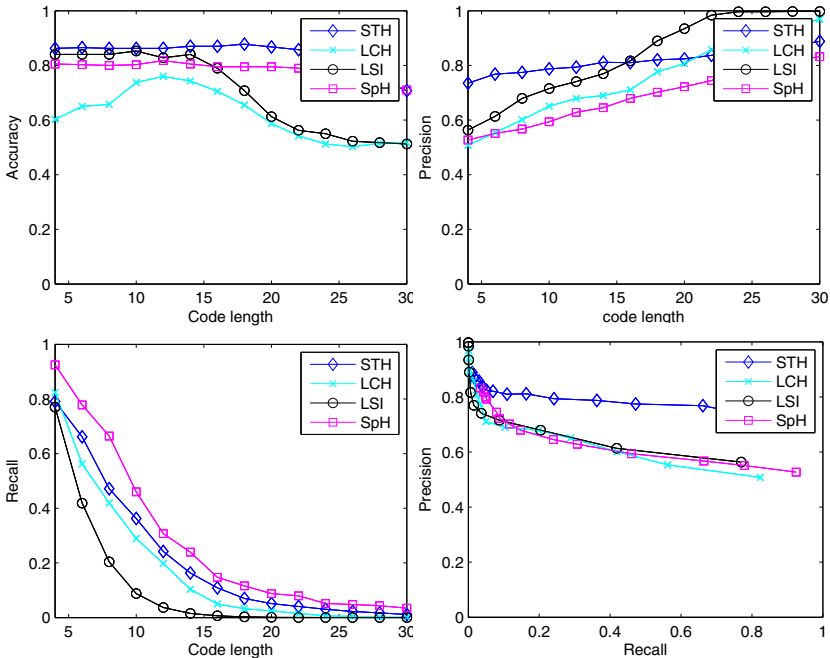 1
0.8
0.6
0.4
0.2
0
Accuracy
5 10 15 20 25 30
Code length
STH
LCH
LSI
SpH
1
0.8
0.6
0.4
0.2
0
Precision
5 10 15 20 25 30
code length
STH
LCH
LSI
SpH
1
0.8
0.6
0.4
0.2
0
Recall
5 10 15 20 25 30
Code length
STH
LCH
LSI
SpH
1
0.8
0.6
0.4
0.2
0
Precision
0 0.2 0.4 0.6 0.8 1
Recall
STH
LCH
LSI
SpH